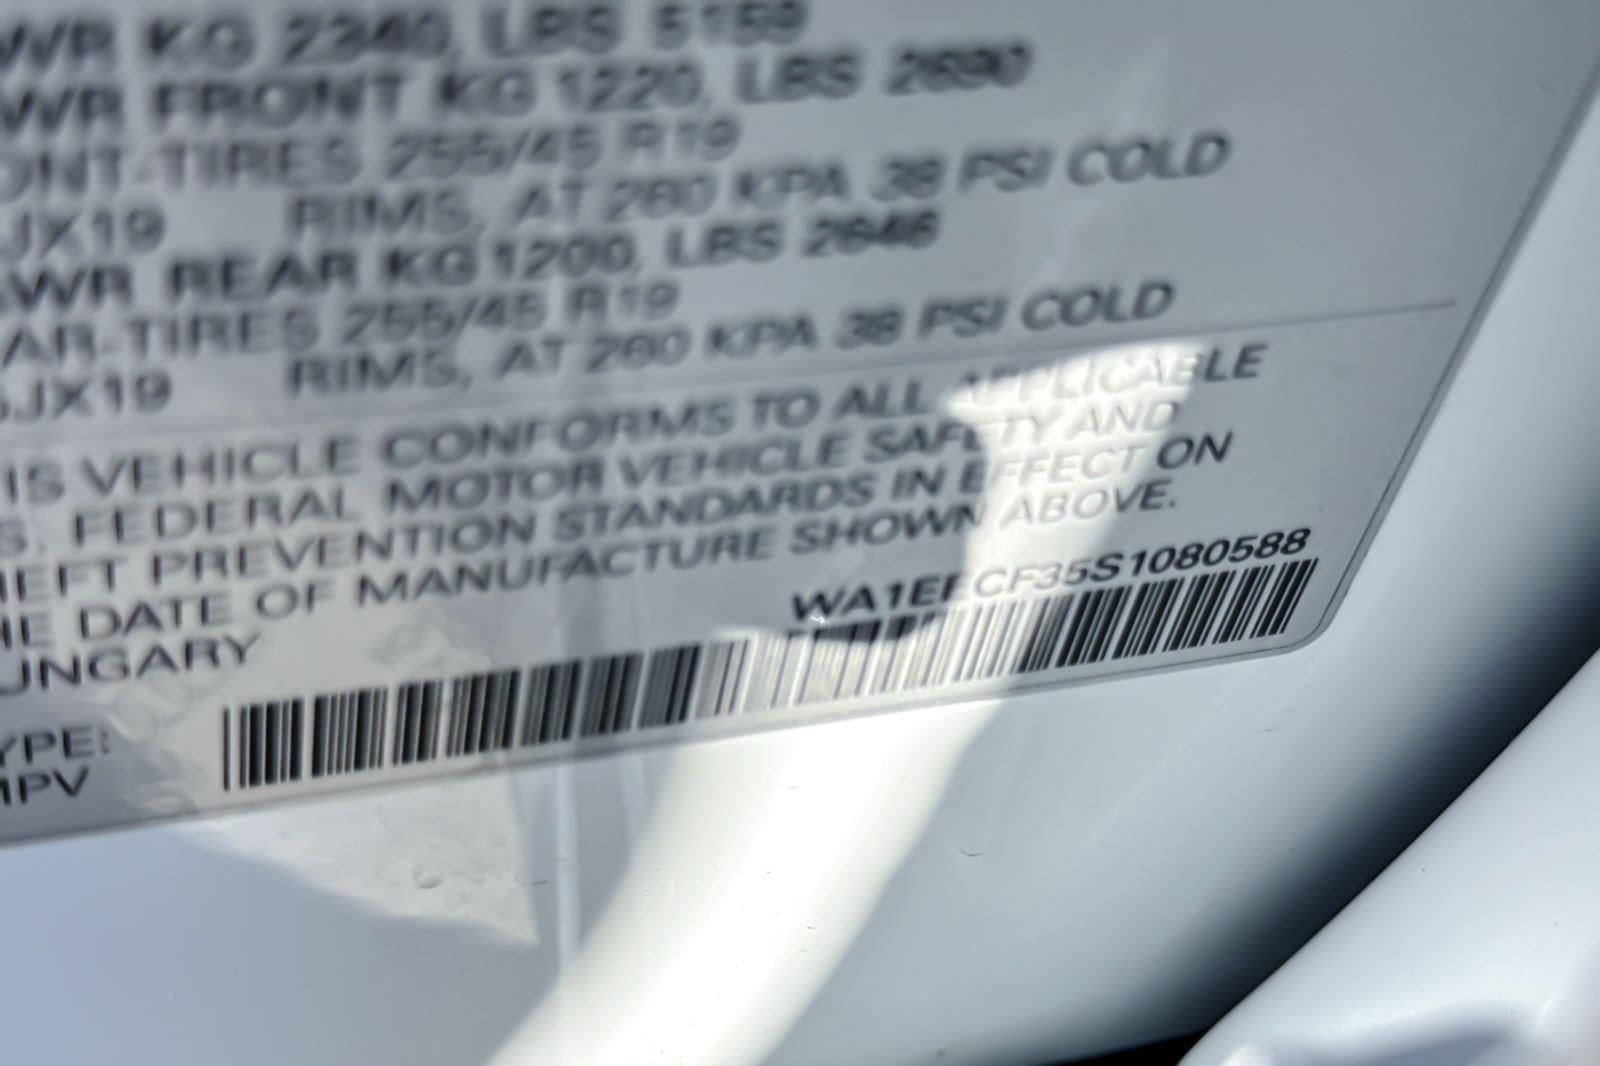 WR KG 2340, LBS 5159
WR FRONT KG 1220, LBS 2690
ONT-TIRES 255/45 R19
JX19 RIMS, AT 260 KPA 38 PSI COLD
WR REAR KG 1200, LBS 2646
AR-TIRES 255/45 R19
JX19 RIMS, AT 260 KPA 38 PSI COLD
IS VEHICLE CONFORMS TO ALL APPLICABLE
S. FEDERAL MOTOR VEHICLE SAFETY AND
EFT PREVENTION STANDARDS IN EFFECT ON
HE DATE OF MANUFACTURE SHOWN ABOVE.
WA1EECF35S1080588
UNGARY
YPE:
MPV